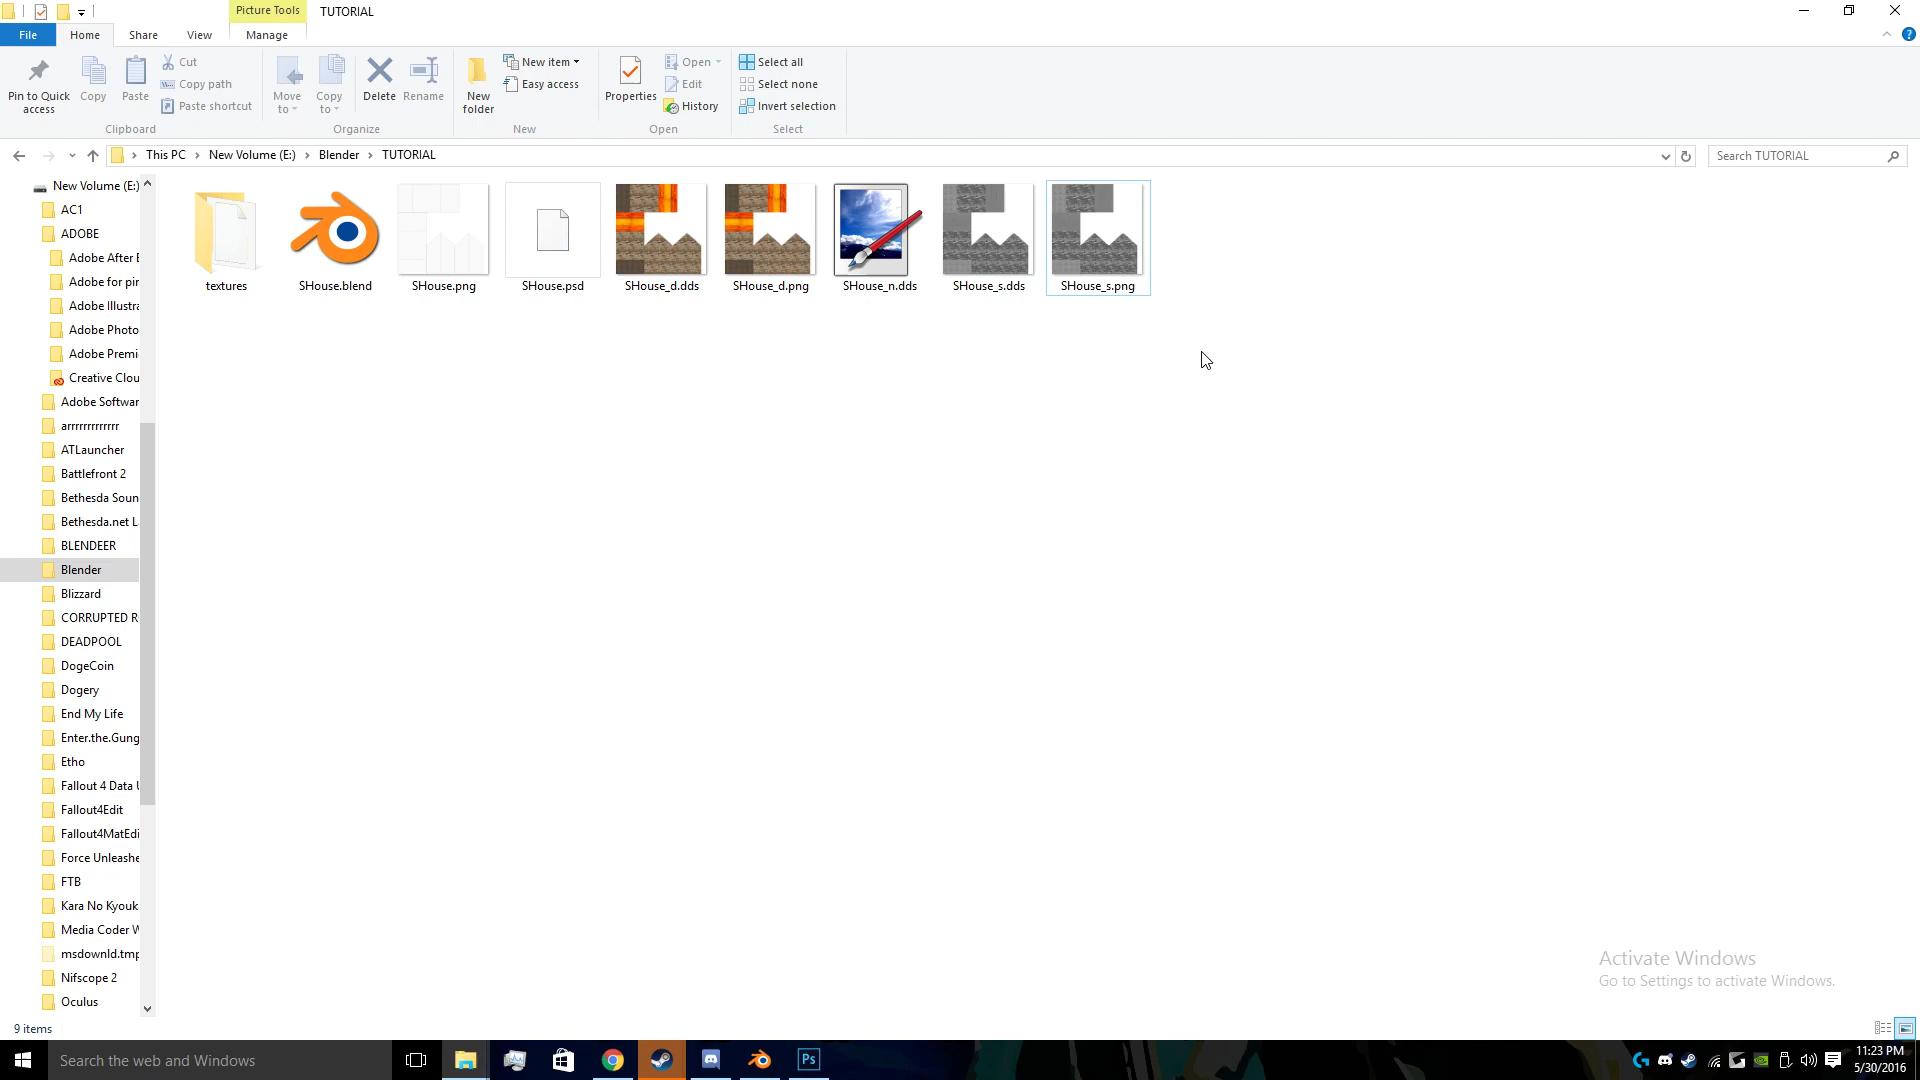 Picture Tools
TUTORIAL
File
Home
Share
View
Manage
Pin to Quick access
Copy
Paste
Cut
Copy path
Paste shortcut
Clipboard
Move to
Copy to
Delete
Rename
Organize
New folder
New item
Easy access
New
Properties
Open
Edit
History
Open
Select all
Select none
Invert selection
Select
This PC
New Volume (E:)
Blender
TUTORIAL
Search TUTORIAL
New Volume (E:)
AC1
ADOBE
Adobe After E
Adobe for pir
Adobe Illustra
Adobe Photo
Adobe Premi
Creative Clou
Adobe Softwar
arrrrrrrrrrrrr
ATLauncher
Battlefront 2
Bethesda Soun
Bethesda.net L
BLENDEER
Blender
Blizzard
CORRUPTED R
DEADPOOL
DogeCoin
Dogery
End My Life
Enter.the.Gung
Etho
Fallout 4 Data U
Fallout4Edit
Fallout4MatEdi
Force Unleashe
FTB
Kara No Kyouk
Media Coder W
msdownld.tmp
Nifscope 2
Oculus
textures
SHouse.blend
SHouse.png
SHouse.psd
SHouse_d.dds
SHouse_d.png
SHouse_n.dds
SHouse_s.dds
SHouse_s.png
Activate Windows
Go to Settings to activate Windows.
9 items
Search the web and Windows
Ps
11:23 PM
5/30/2016